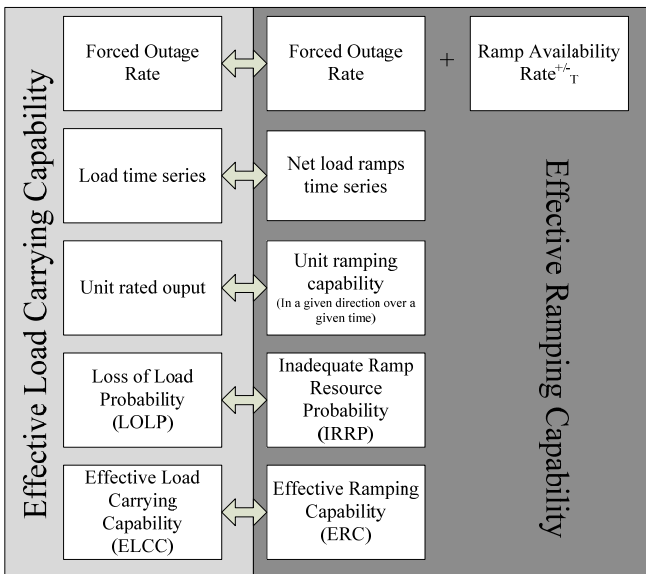 Effective Load Carrying Capability
Forced Outage
Rate
Forced Outage
Rate
+
Ramp Availability
Rate+/-T
Load time series
Net load ramps
time series
Unit rated ouput
Unit ramping
capability
(In a given direction over a
given time)
Loss of Load
Probability
(LOLP)
Inadequate Ramp
Resource
Probability
(IRRP)
Effective Load
Carrying
Capability
(ELCC)
Effective Ramping
Capability
(ERC)
Effective Ramping Capability